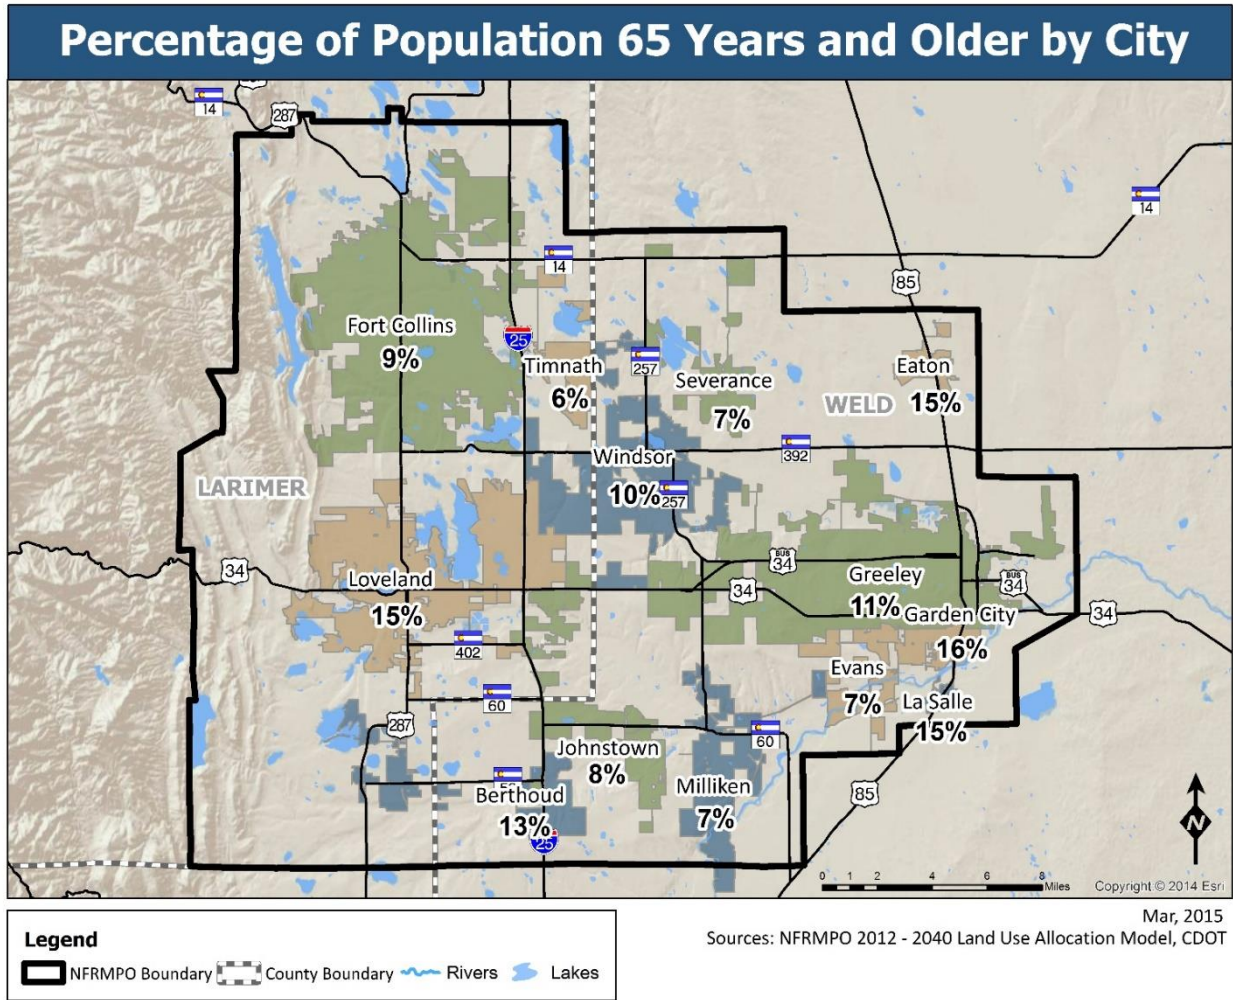 Percentage of Population 65 Years and Older by City
14
287
14
14
85
Fort Collins
9%
25
Timnath
6%
257
Severance
7%
Eaton
15%
WELD
392
Windsor
10%
257
LARIMER
34
Loveland
15%
BUS
34
34
Greeley
11%
BUS
34
34
Garden City
16%
402
Evans
7%
La Salle
15%
60
287
60
Johnstown
8%
Berthoud
13%
25
Milliken
7%
85
N
0 1 2 4 6 8
Miles
Copyright:© 2014 Esri
Mar, 2015
Sources: NFRMPO 2012 - 2040 Land Use Allocation Model, CDOT
Legend
NFRMPO Boundary County Boundary Rivers Lakes